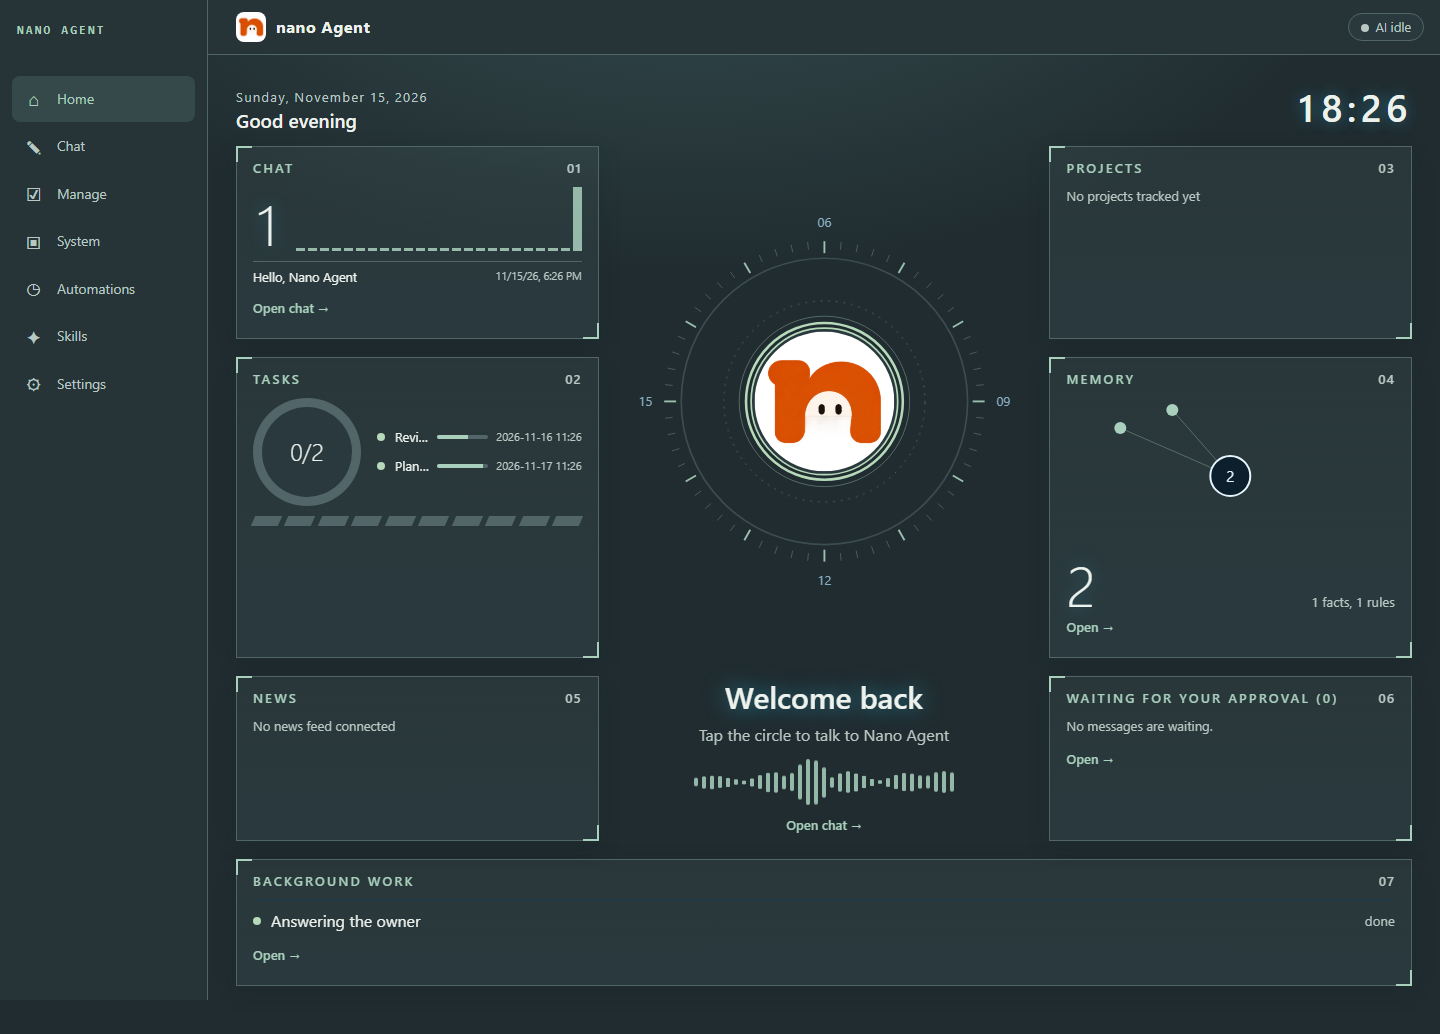 NANO AGENT
Home
Chat
Manage
System
Automations
Skills
Settings
nano Agent
AI idle
Sunday, November 15, 2026
Good evening
18:26
CHAT 01
1
Hello, Nano Agent 11/15/26, 6:26 PM
Open chat →
TASKS 02
0/2
Revi... 2026-11-16 11:26
Plan... 2026-11-17 11:26
NEWS 05
No news feed connected
06
15
09
12
Welcome back
Tap the circle to talk to Nano Agent
Open chat →
PROJECTS 03
No projects tracked yet
MEMORY 04
2
2
1 facts, 1 rules
Open →
WAITING FOR YOUR APPROVAL (0) 06
No messages are waiting.
Open →
BACKGROUND WORK 07
Answering the owner done
Open →